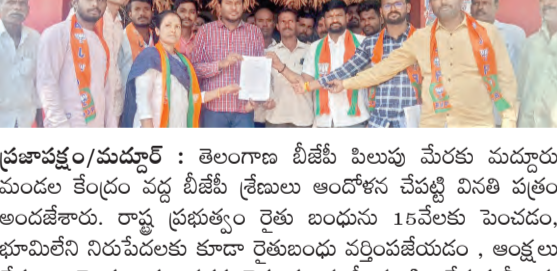 ప్రజాపక్షం/మద్దూర్ : తెలంగాణ బీజేపీ పిలుపు మేరకు మద్దూరు
మండల కేంద్రం వద్ద బీజేపీ శ్రేణులు ఆందోళన చేపట్టి వినతి పత్రం
అందజేశారు. రాష్ట్ర ప్రభుత్వం రైతు బంధును 15వేలకు పెంచడం,
భూమిలేని నిరుపేదలకు కూడా రైతుబంధు వర్తింపజేయడం , ఆంక్షలు